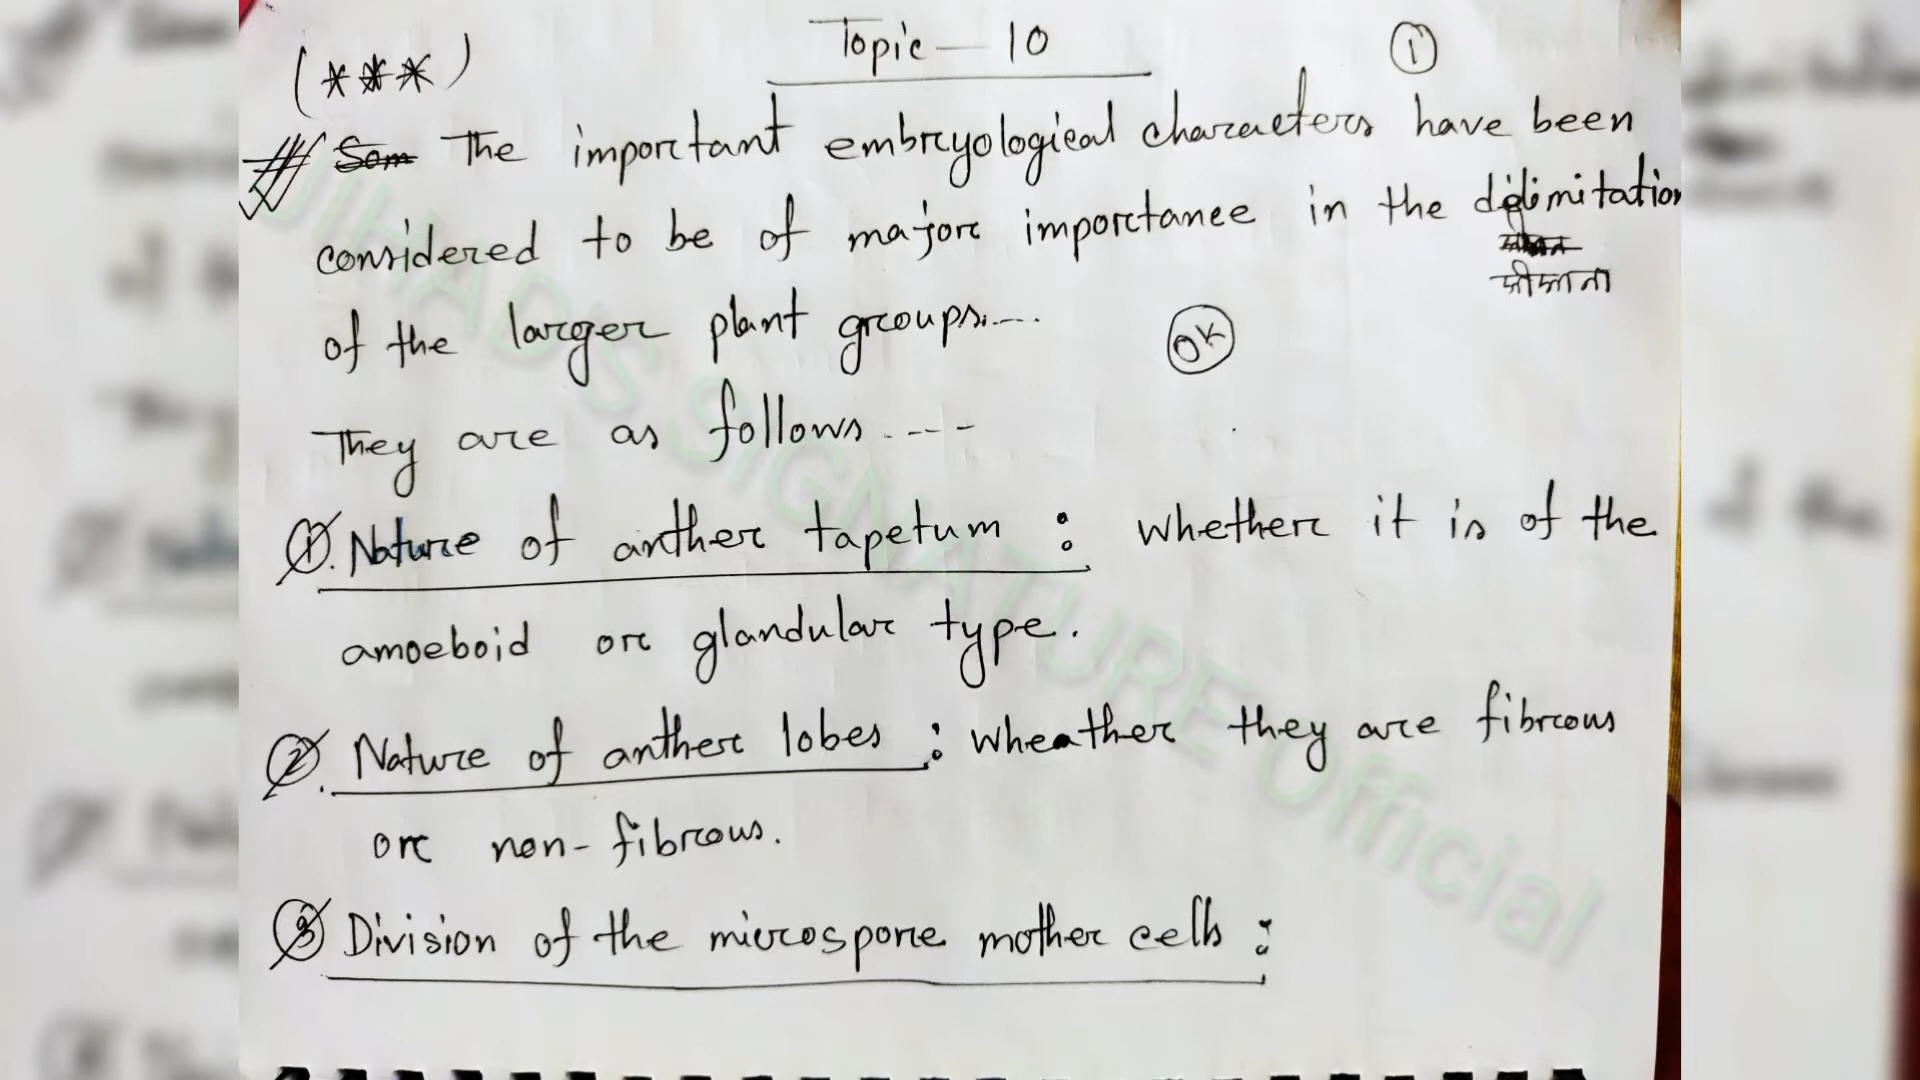 Topic - 10
(***)
①
The important embryological characters have been
considered to be of major importance in the delimitation
of the larger plant groups....
OK
They are as follows ----
①. Nature of anther tapetum : whether it is of the
amoeboid or glandular type.
②. Nature of anther lobes : wheather they are fibrous
or non-fibrous.
③ Division of the microspore mother cells :
JIHAD'S SIGNATURE Official